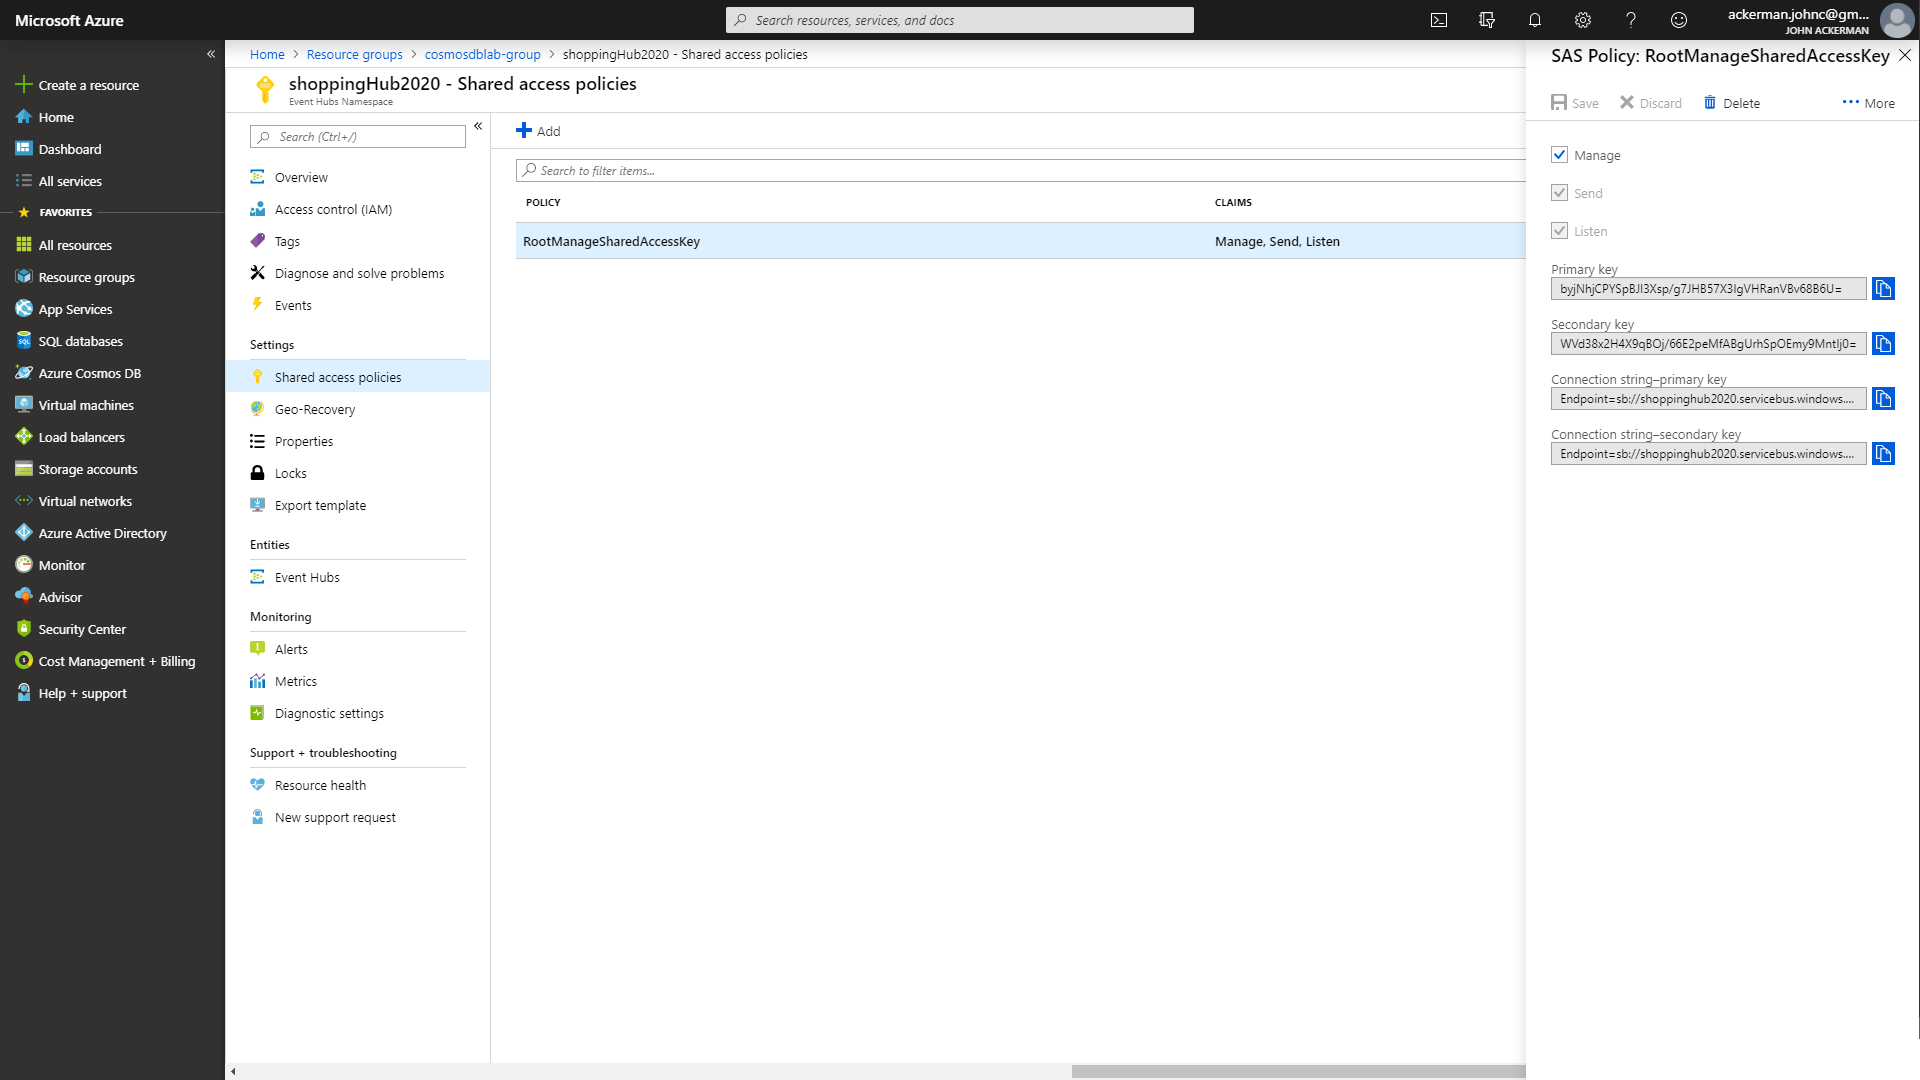 Microsoft Azure
Search resources, services, and docs
ackerman.johnc@gm...
JOHN ACKERMAN
Create a resource
Home
Dashboard
All services
FAVORITES
All resources
Resource groups
App Services
SQL databases
Azure Cosmos DB
Virtual machines
Load balancers
Storage accounts
Virtual networks
Azure Active Directory
Monitor
Advisor
Security Center
Cost Management + Billing
Help + support
Home > Resource groups > cosmosdblab-group > shoppingHub2020 - Shared access policies
shoppingHub2020 - Shared access policies
Event Hubs Namespace
Search (Ctrl+/)
Overview
Access control (IAM)
Tags
Diagnose and solve problems
Events
Settings
Shared access policies
Geo-Recovery
Properties
Locks
Export template
Entities
Event Hubs
Monitoring
Alerts
Metrics
Diagnostic settings
Support + troubleshooting
Resource health
New support request
Add
Search to filter items...
POLICY CLAIMS
RootManageSharedAccessKey Manage, Send, Listen
SAS Policy: RootManageSharedAccessKey
Save Discard Delete More
Manage
Send
Listen
Primary key
Secondary key
Connection string–primary key
Endpoint=sb://shoppinghub2020.servicebus.windows....
Connection string–secondary key
Endpoint=sb://shoppinghub2020.servicebus.windows....